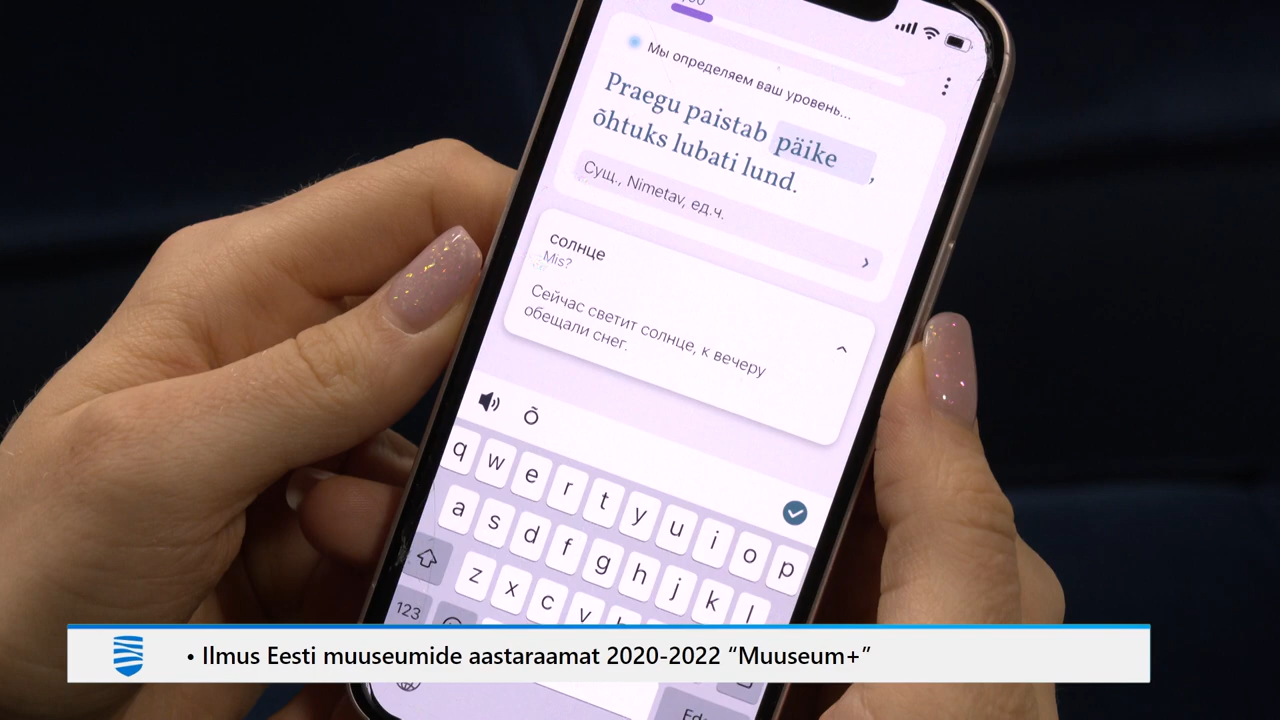 Мы определяем ваш уровень...
Praegu paistab päike ,
õhtuks lubati lund.
Сущ., Nimetav, ед.ч.
солнце
Mis?
Сейчас светит солнце, к вечеру
обещали снег.
Õ
q w e r t y u i o p
a s d f g h j k l
z x c v
123
• Ilmus Eesti muuseumide aastaraamat 2020-2022 “Muuseum+”